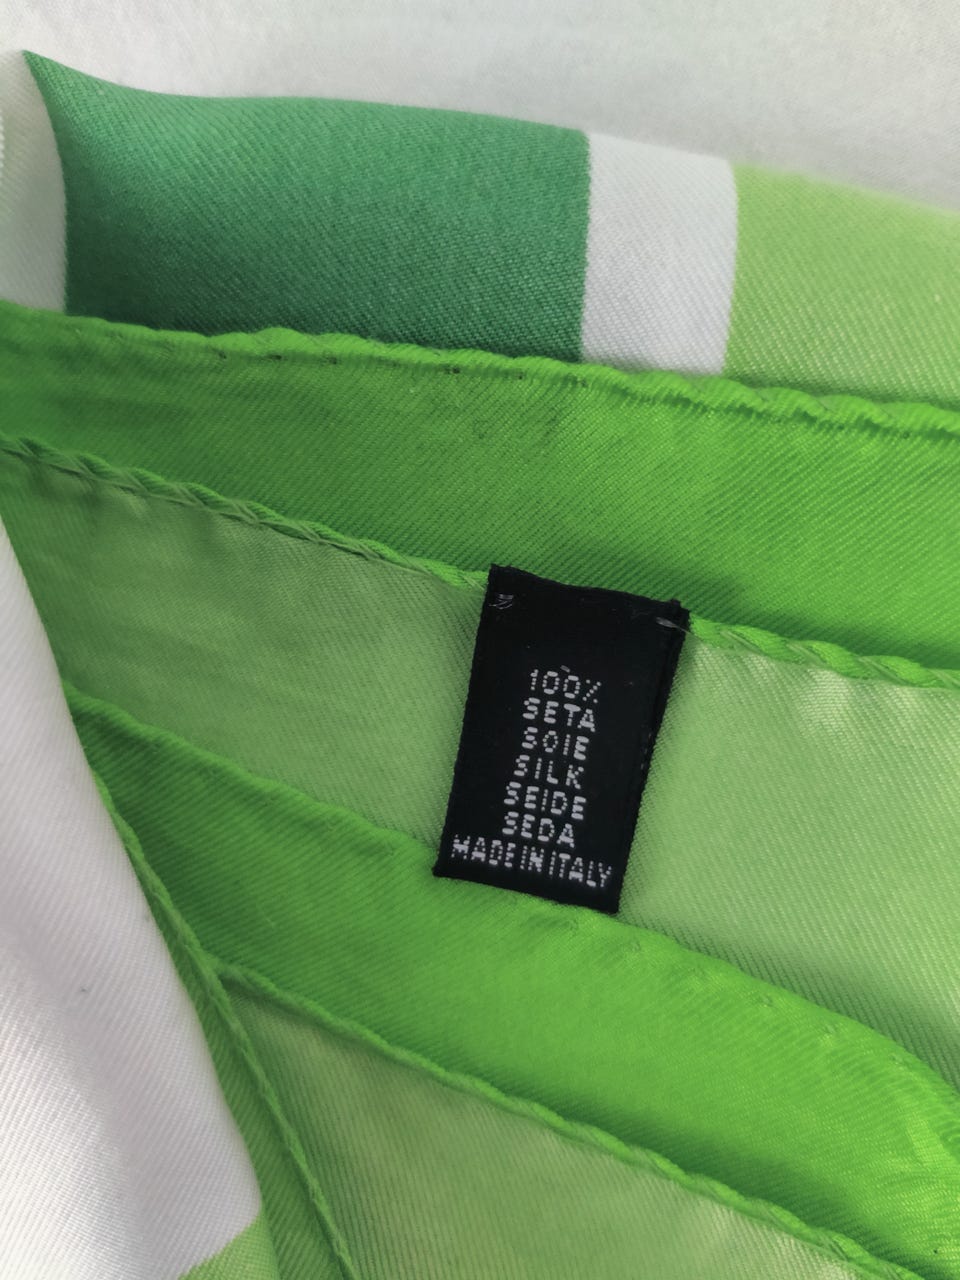 100%
SETA
SOIE
SILK
SEIDE
SEDA
MADE IN ITALY